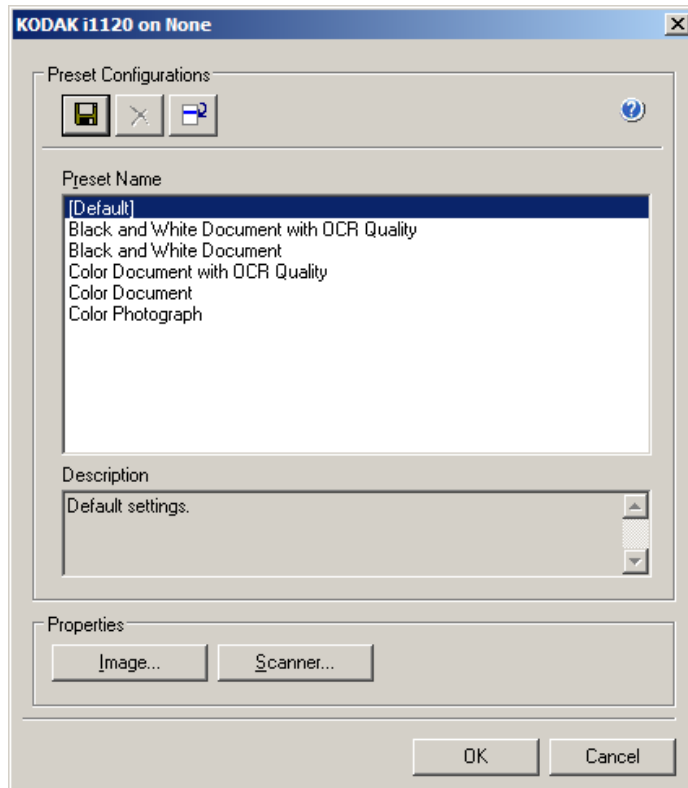 KODAK i1120 on None
Preset Configurations
Preset Name
[Default]
Black and White Document with OCR Quality
Black and White Document
Color Document with OCR Quality
Color Document
Color Photograph
Description
Default settings.
Properties
Image...
Scanner...
OK
Cancel